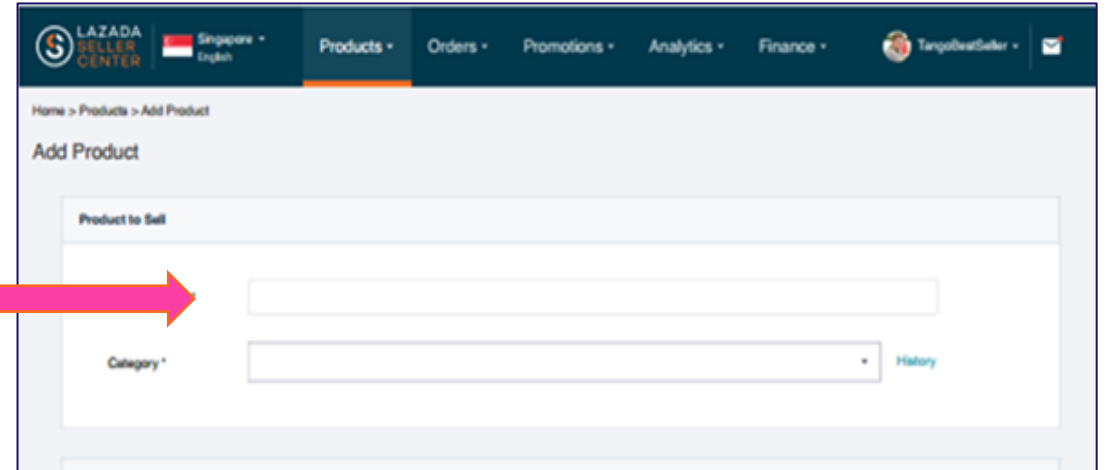 LAZADA
SELLER
CENTER
Singapore
English
Products
Orders
Promotions
Analytics
Finance
TangoBestSeller
Home > Products > Add Product
Add Product
Product to Sell
*
Category *
History